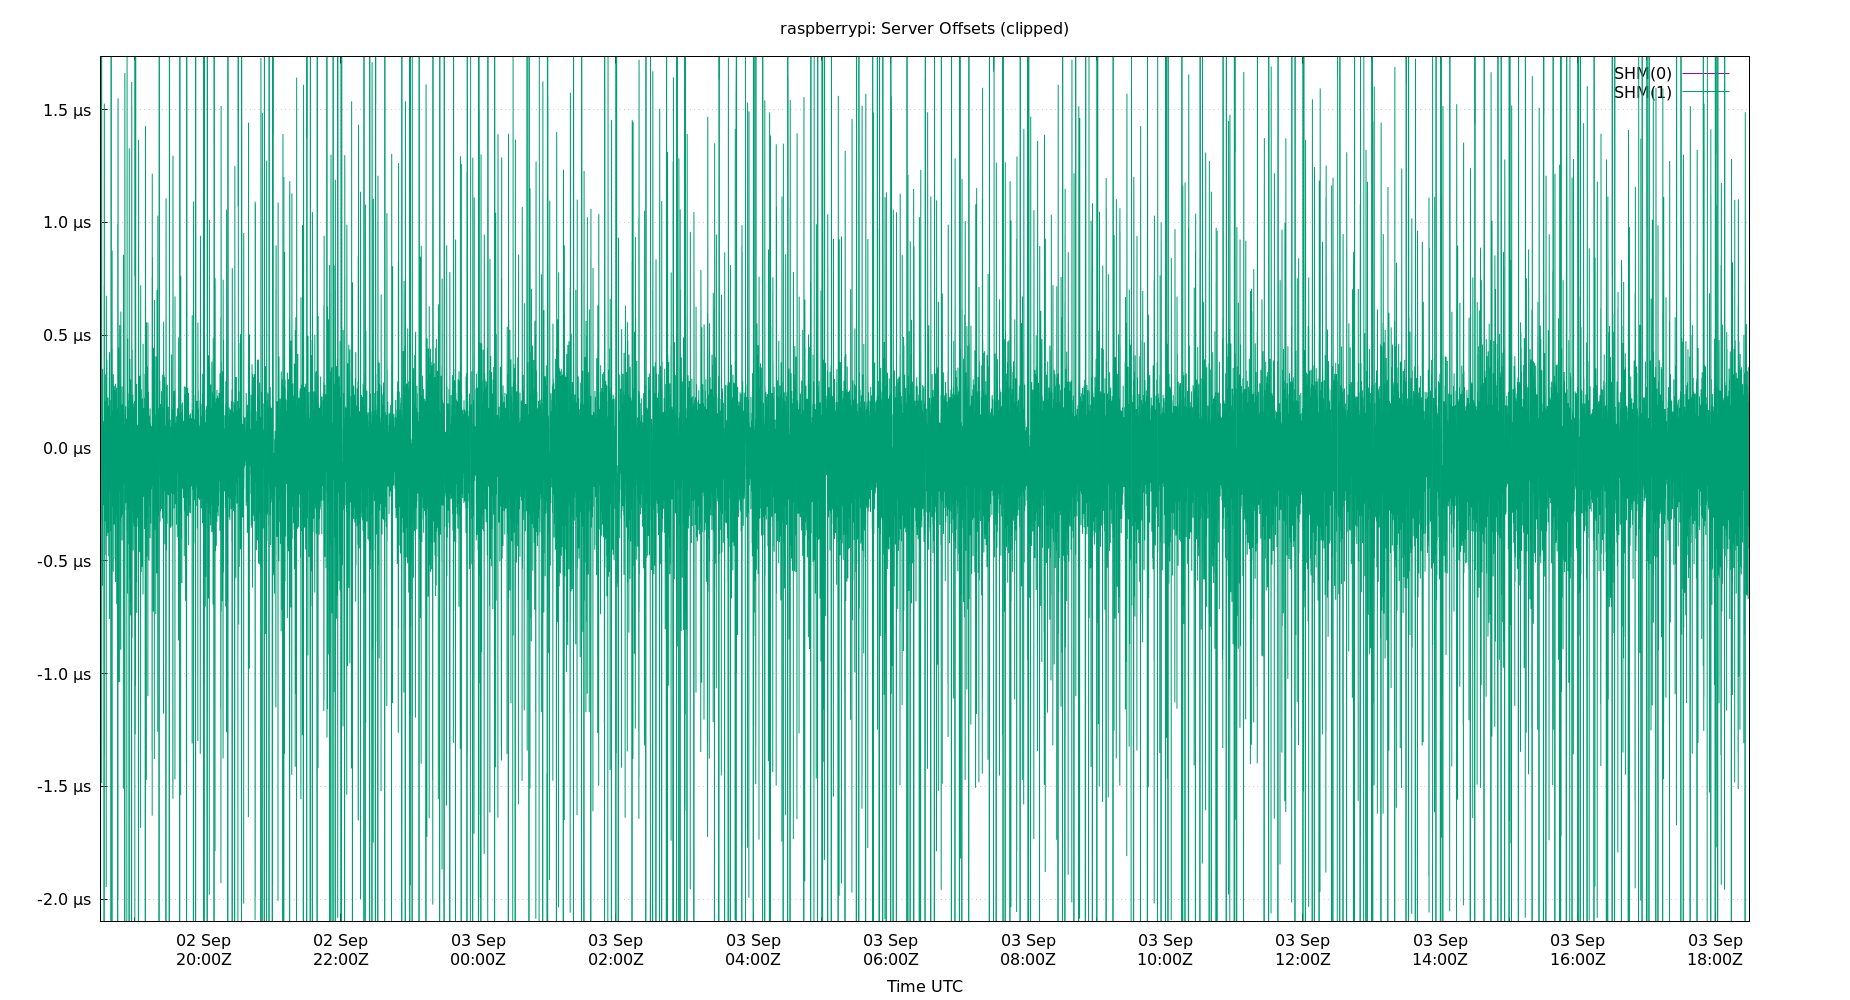 raspberrypi: Server Offsets (clipped)
SHM(0)
SHM(1)
1.5 µs
1.0 µs
0.5 µs
0.0 µs
-0.5 µs
-1.0 µs
-1.5 µs
-2.0 µs
02 Sep 02 Sep 03 Sep 03 Sep 03 Sep 03 Sep 03 Sep 03 Sep 03 Sep 03 Sep 03 Sep 03 Sep
20:00Z 22:00Z 00:00Z 02:00Z 04:00Z 06:00Z 08:00Z 10:00Z 12:00Z 14:00Z 16:00Z 18:00Z
Time UTC